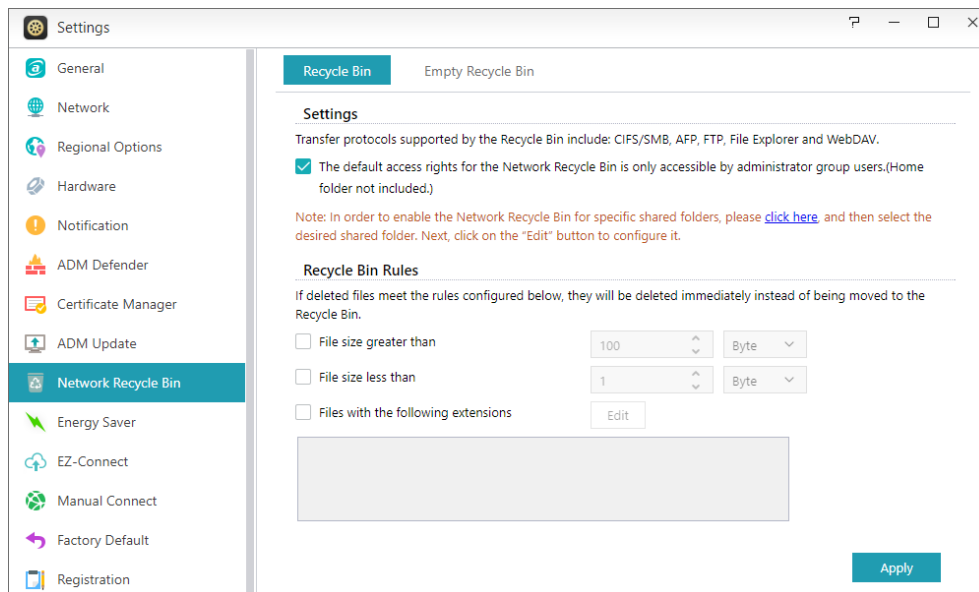 Settings
General
Network
Regional Options
Hardware
Notification
ADM Defender
Certificate Manager
ADM Update
Network Recycle Bin
Energy Saver
EZ-Connect
Manual Connect
Factory Default
Registration
Recycle Bin
Empty Recycle Bin
Settings
Transfer protocols supported by the Recycle Bin include: CIFS/SMB, AFP, FTP, File Explorer and WebDAV.
The default access rights for the Network Recycle Bin is only accessible by administrator group users.(Home
folder not included.)
Note: In order to enable the Network Recycle Bin for specific shared folders, please click here, and then select the
desired shared folder. Next, click on the “Edit” button to configure it.
Recycle Bin Rules
If deleted files meet the rules configured below, they will be deleted immediately instead of being moved to the
Recycle Bin.
File size greater than 100 Byte
File size less than 1 Byte
Files with the following extensions Edit
Apply